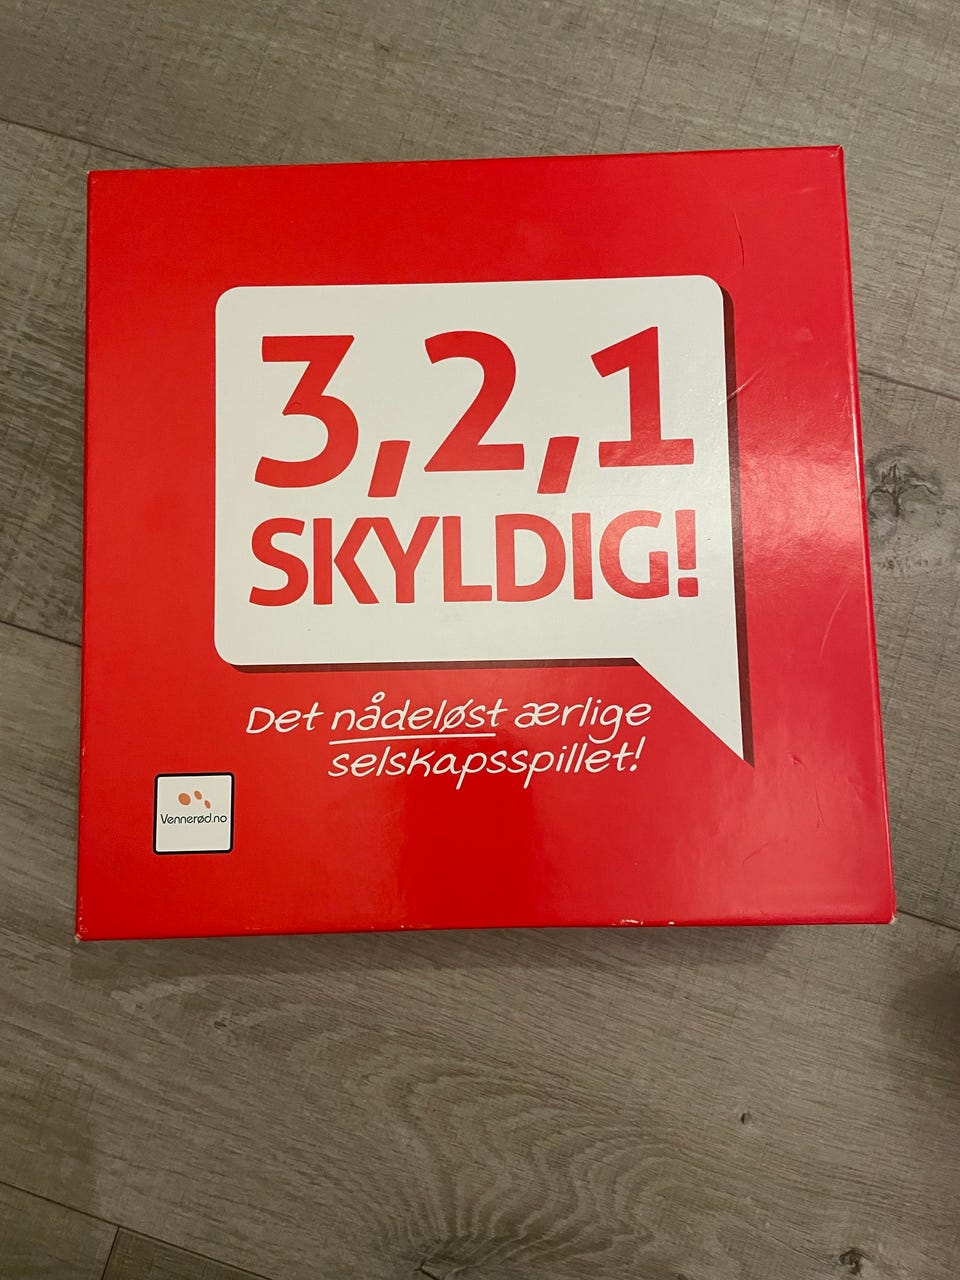 3,2,1
SKYLDIG!
Det nådeløst ærlige
selskapsspillet!
Vennerød.no